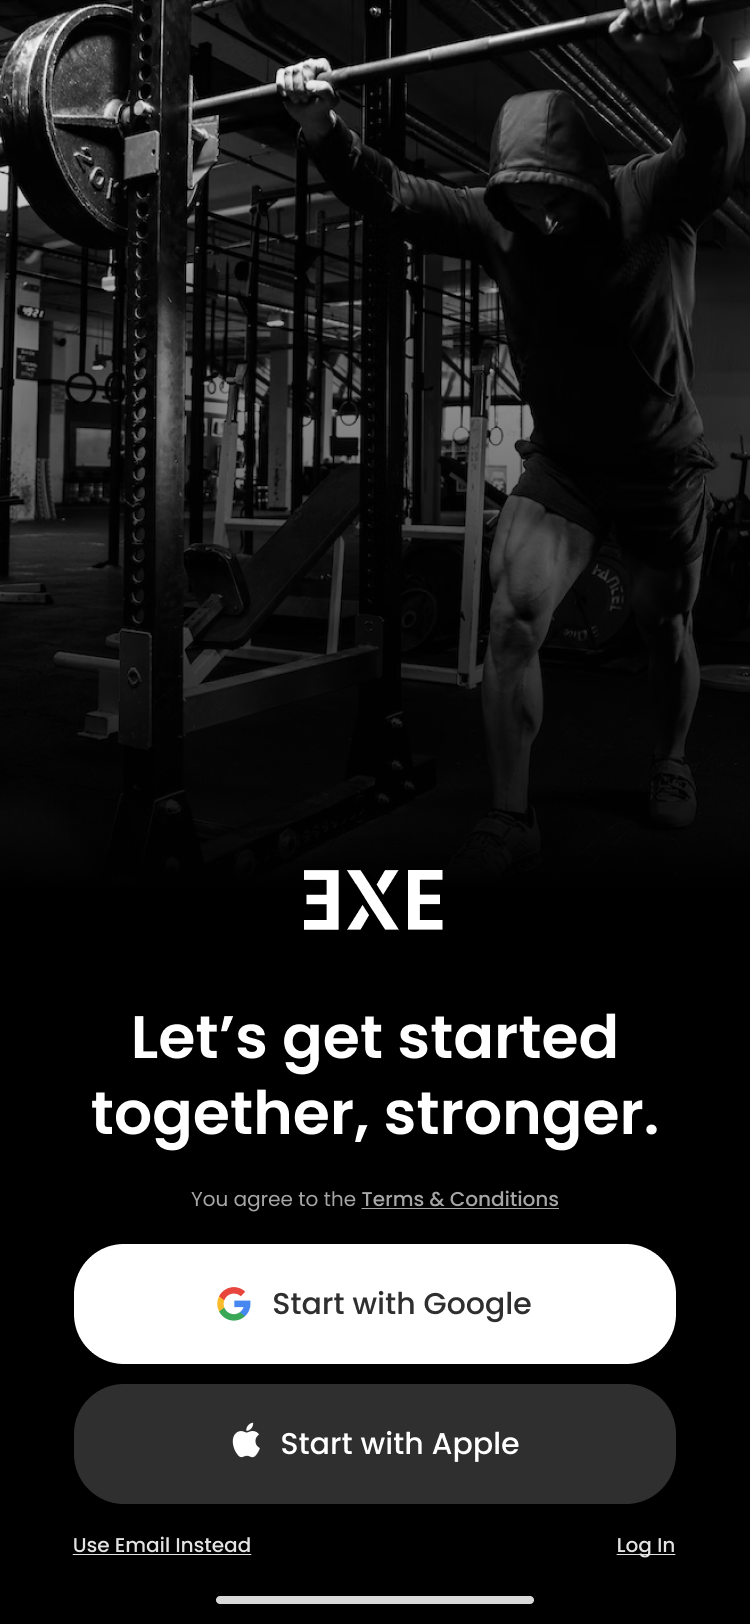 EXE
Let’s get started
together, stronger.
You agree to the Terms & Conditions
Start with Google
Start with Apple
Use Email Instead
Log In